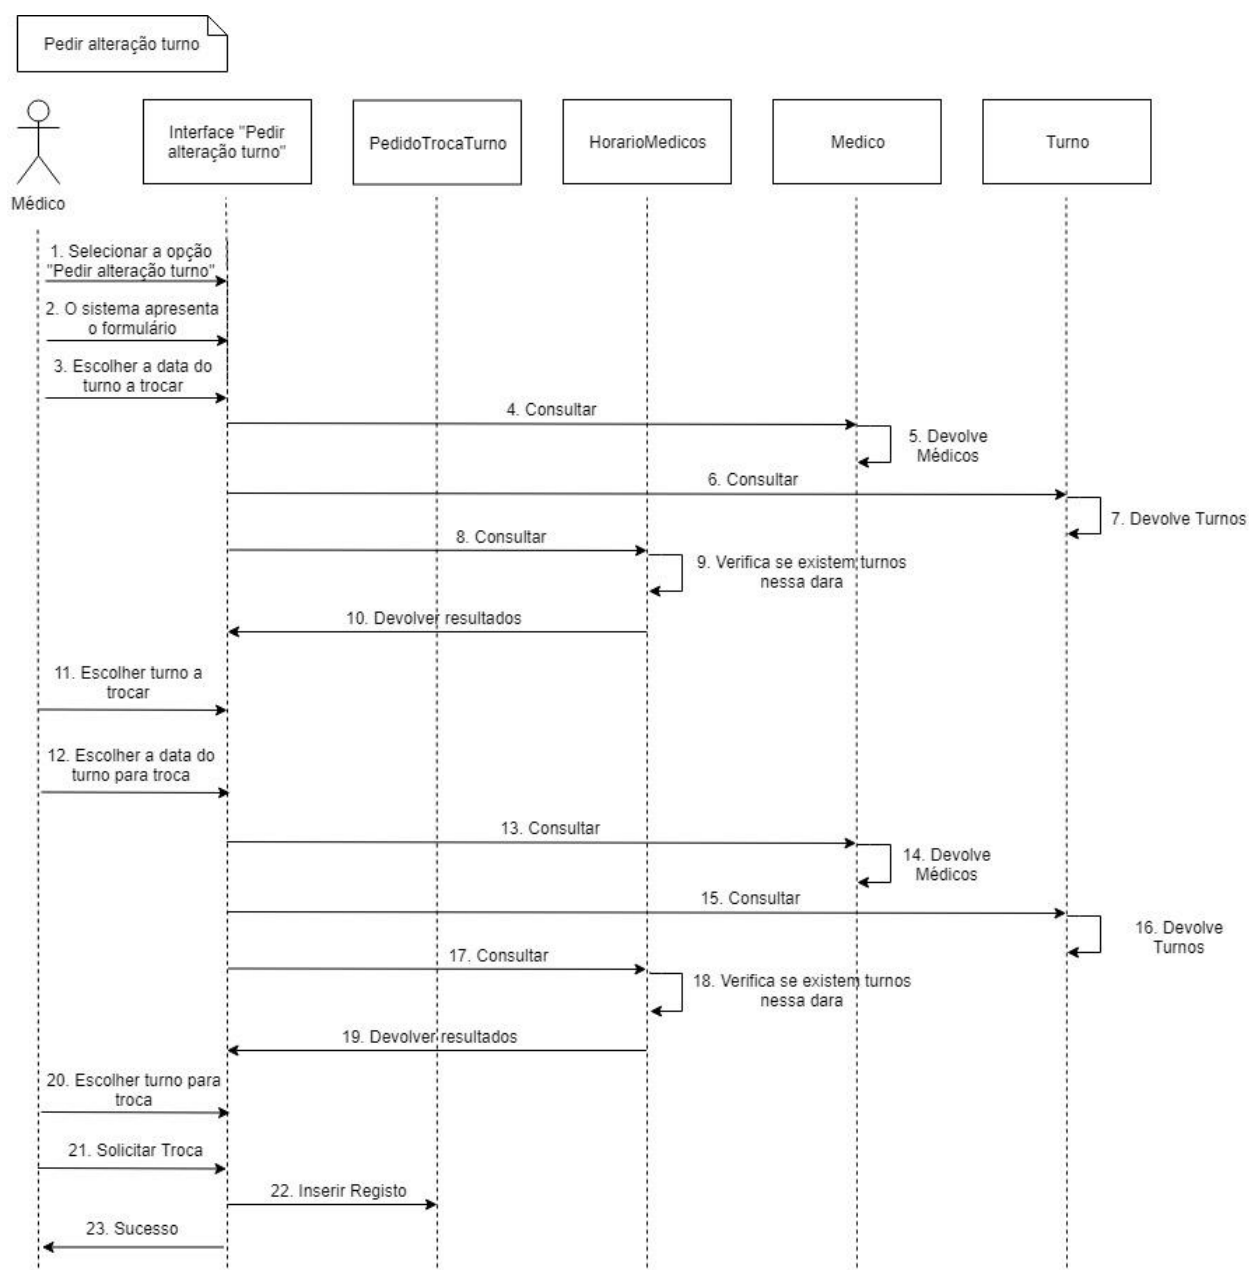 Pedir alteração turno
Interface "Pedir
alteração turno"
PedidoTrocaTurno
HorarioMedicos
Medico
Turno
Médico
1. Selecionar a opção
"Pedir alteração turno"
2. O sistema apresenta
o formulário
3. Escolher a data do
turno a trocar
4. Consultar
5. Devolve
Médicos
6. Consultar
7. Devolve Turnos
8. Consultar
9. Verifica se existem turnos
nessa dara
10. Devolver resultados
11. Escolher turno a
trocar
12. Escolher a data do
turno para troca
13. Consultar
14. Devolve
Médicos
15. Consultar
16. Devolve
Turnos
17. Consultar
18. Verifica se existem turnos
nessa dara
19. Devolver resultados
20. Escolher turno para
troca
21. Solicitar Troca
22. Inserir Registo
23. Sucesso